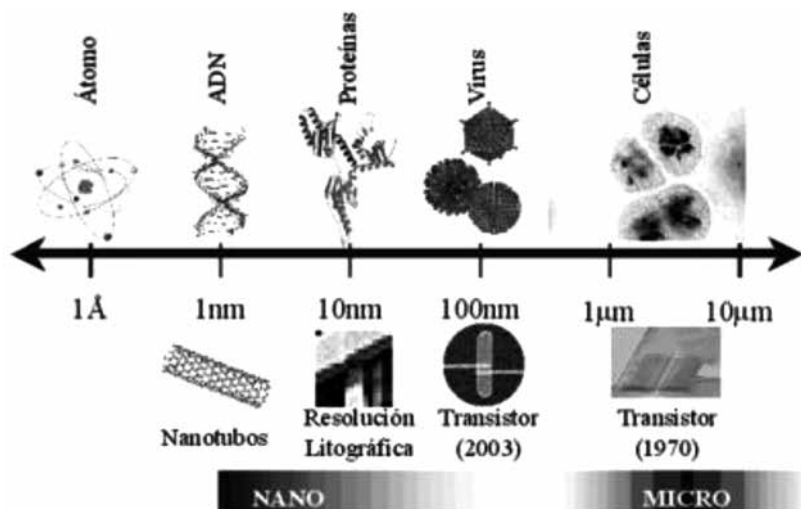 Átomo
ADN
Proteínas
Virus
Células
1Å
1nm
10nm
100nm
1μm
10μm
Nanotubos
Resolución
Litográfica
Transistor
(2003)
Transistor
(1970)
NANO
MICRO